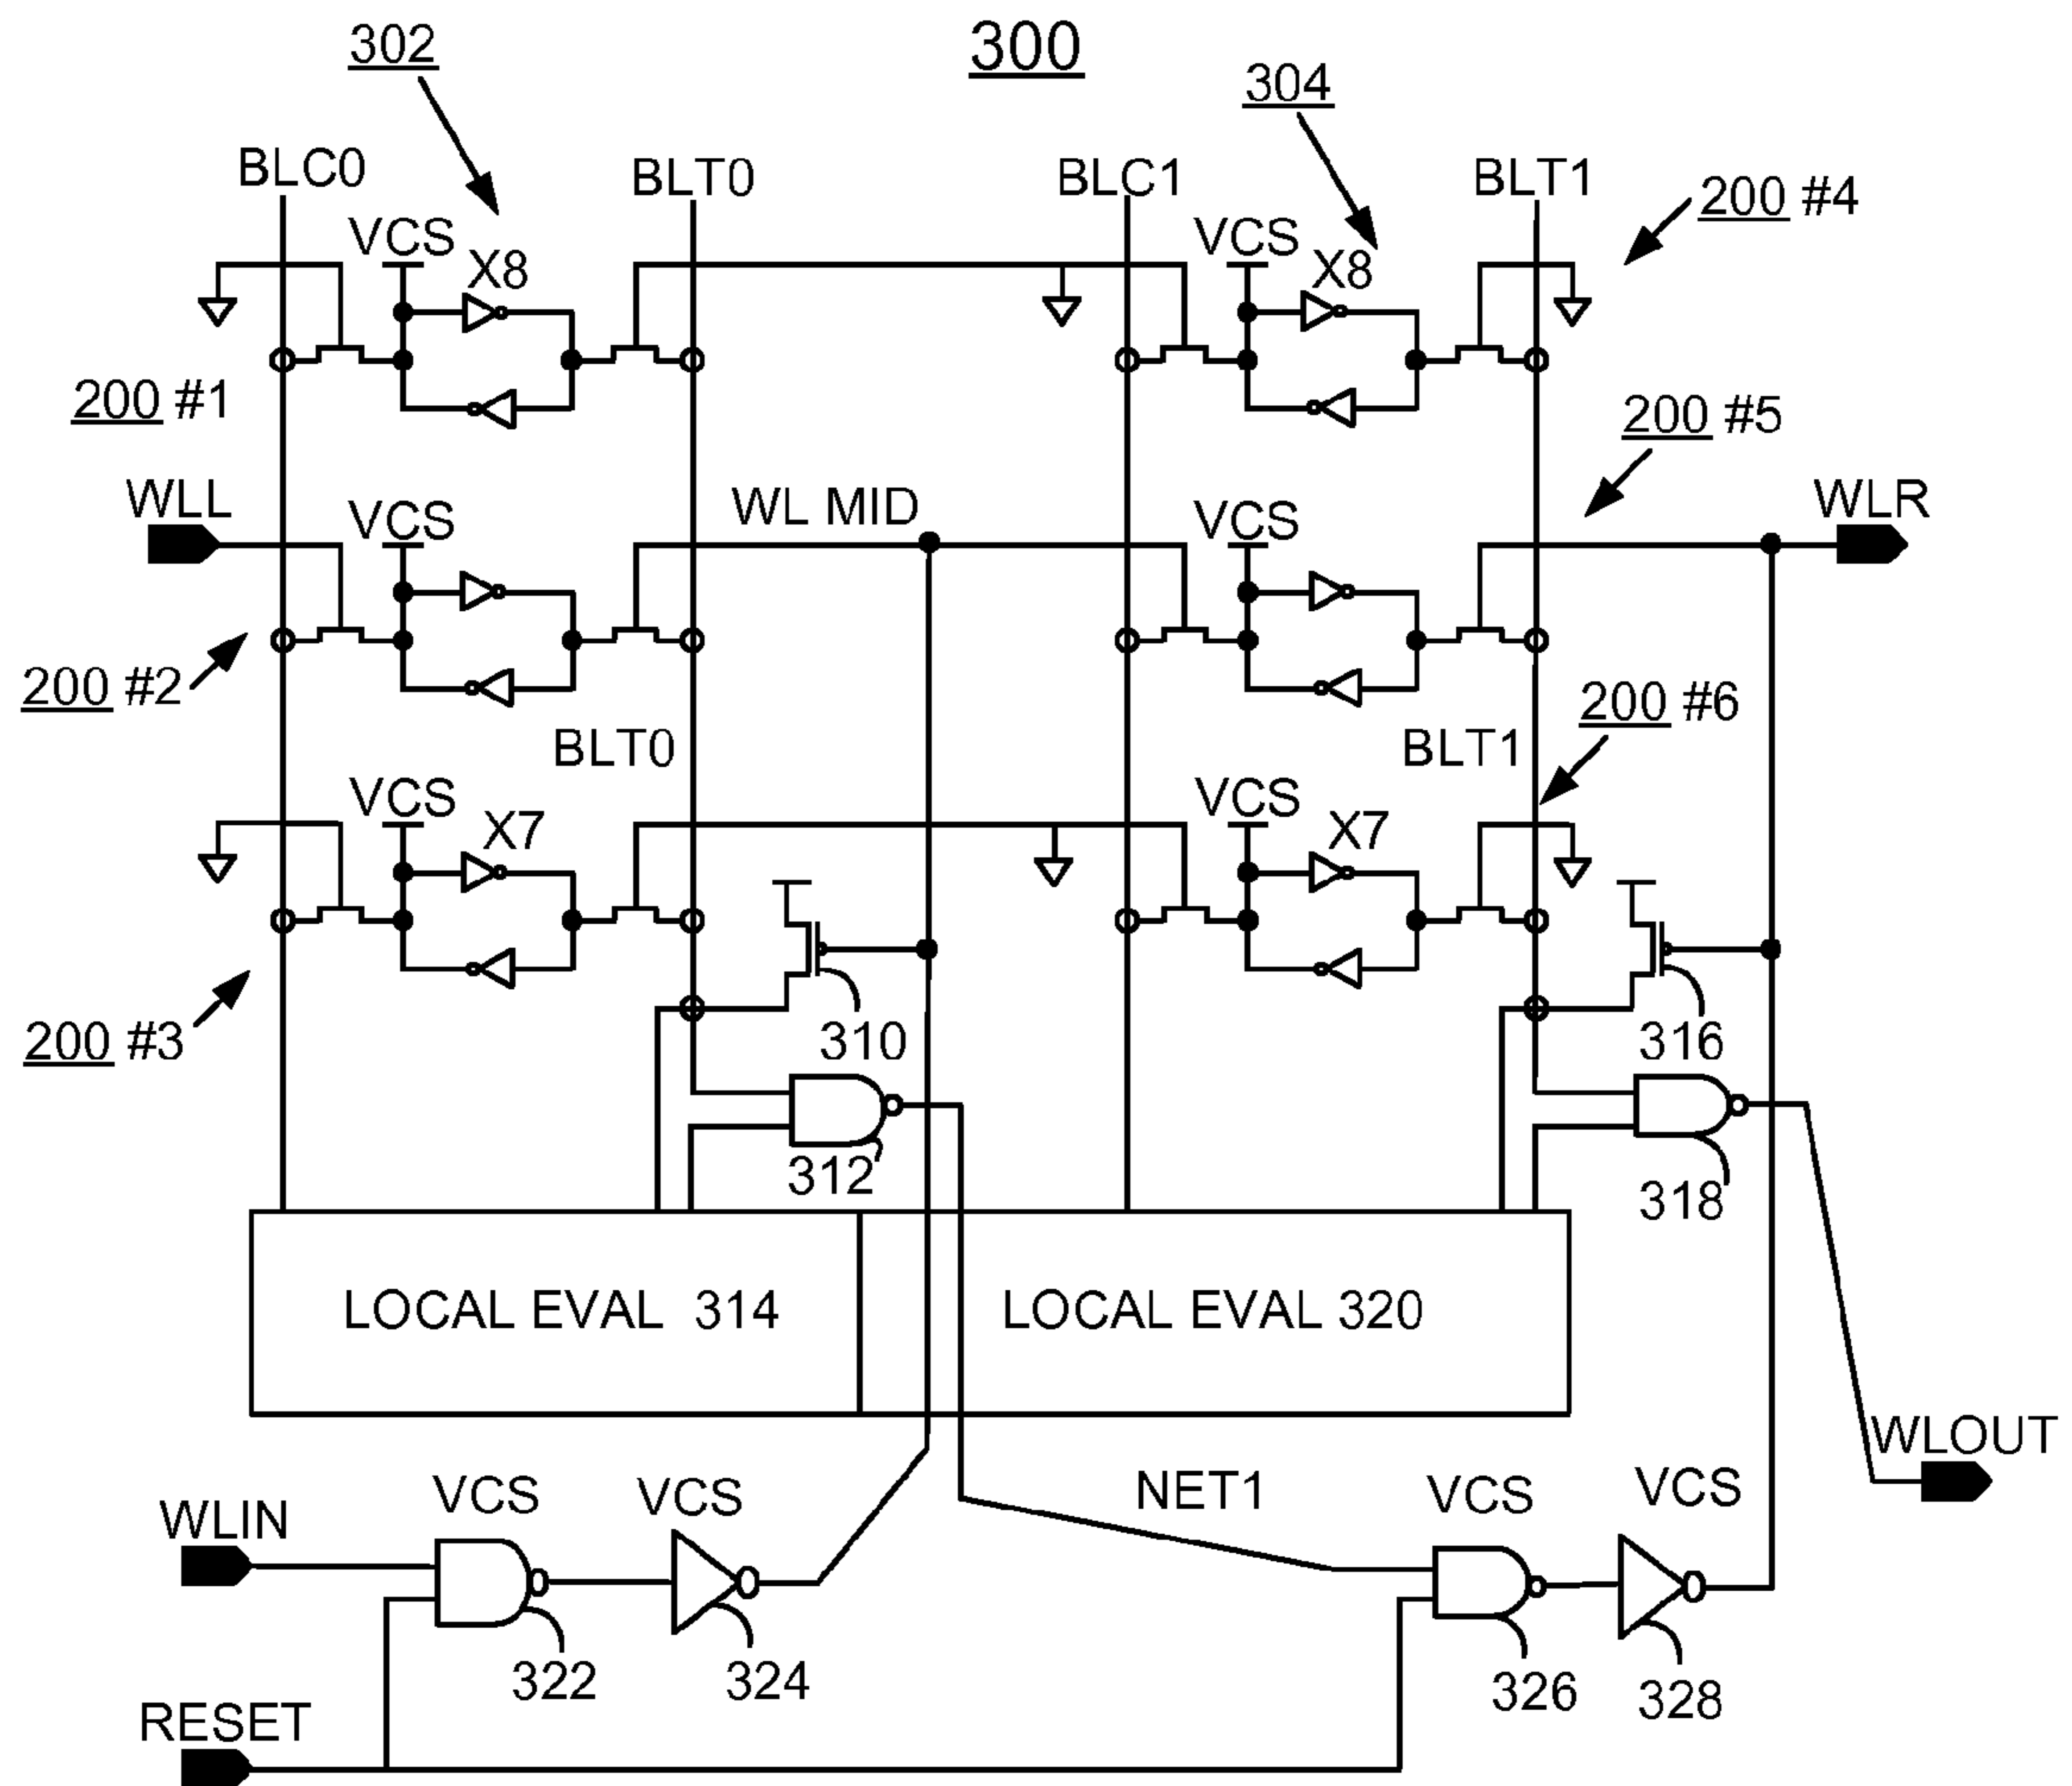 300
302
304
BLC0
BLT0
BLC1
BLT1
200 #4
VCS
X8
VCS
X8
200 #1
200 #5
WLL
VCS
WL MID
VCS
WLR
200 #2
BLT0
BLT1
200 #6
VCS
X7
VCS
X7
200 #3
310
316
312
318
LOCAL EVAL 314
LOCAL EVAL 320
WLOUT
WLIN
VCS
VCS
NET1
VCS
VCS
322
324
326
328
RESET